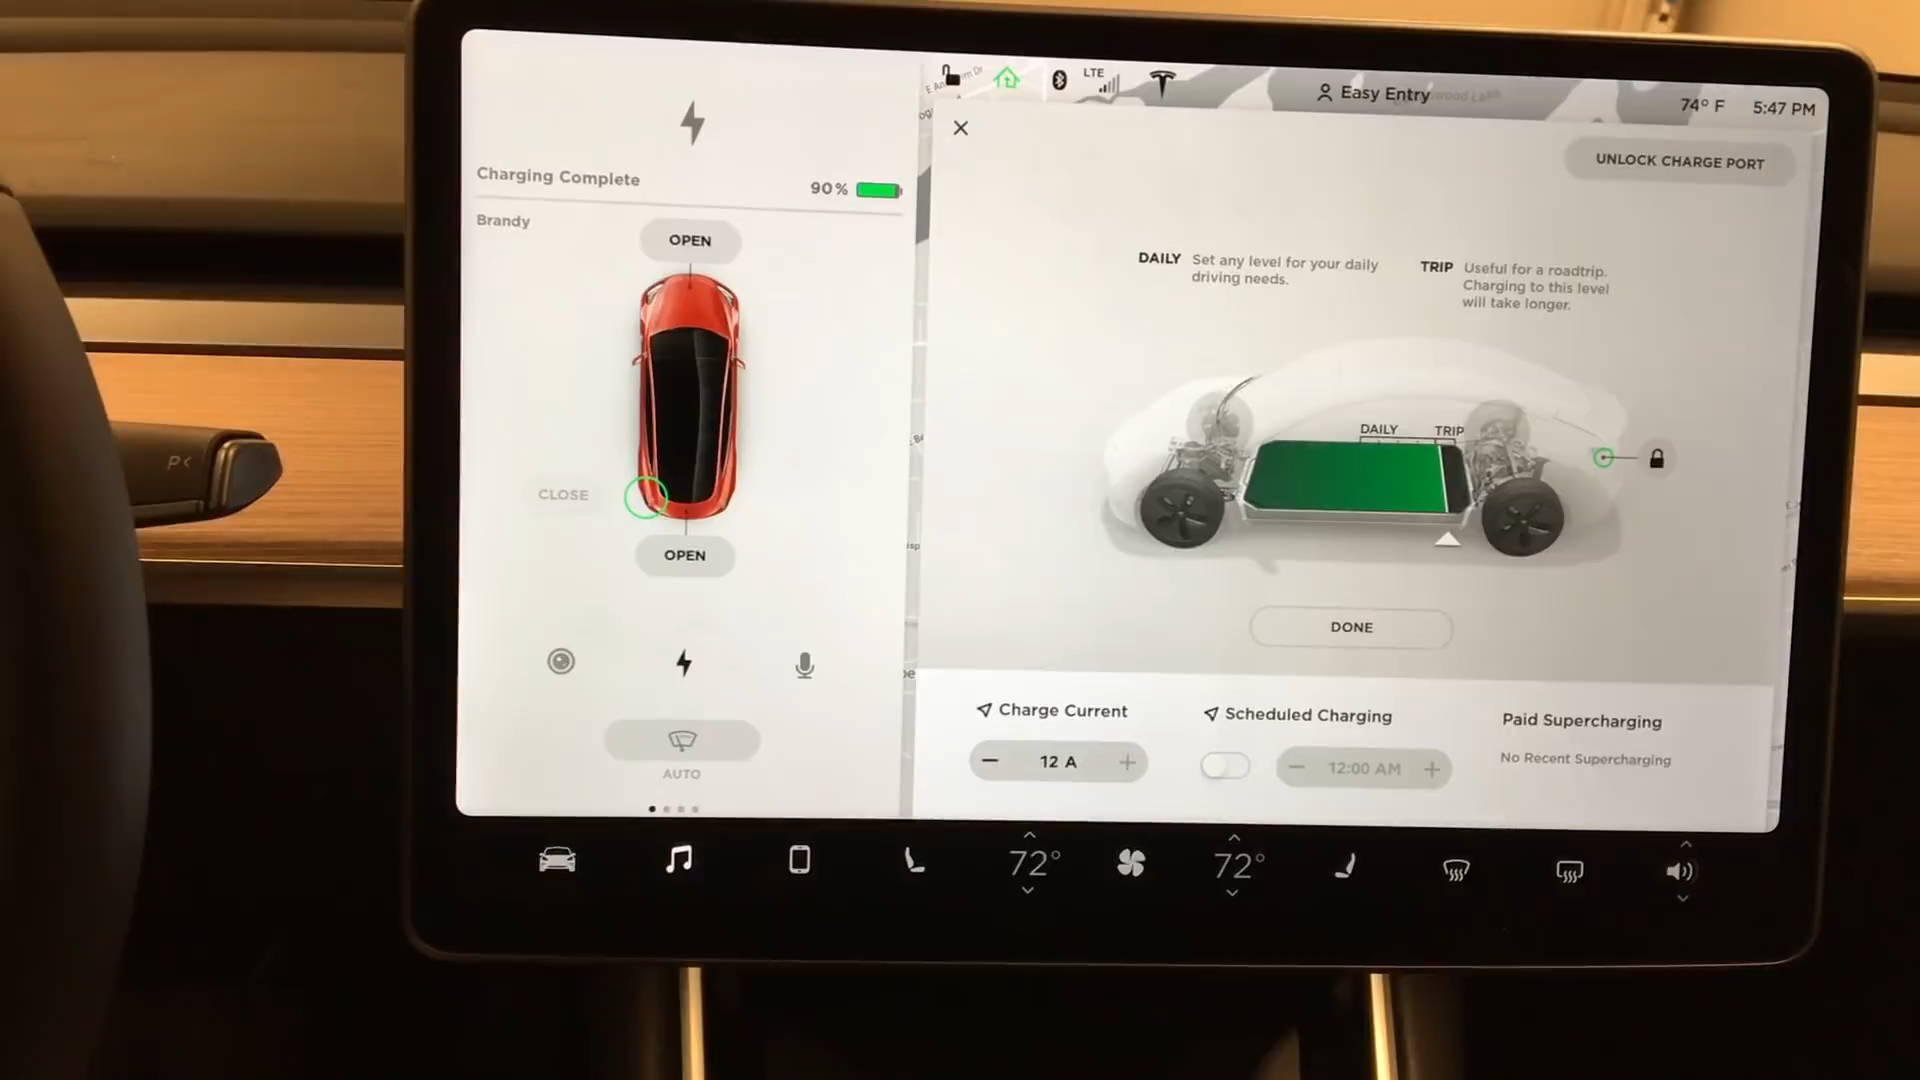 LTE
Easy Entry
74° F 5:47 PM
UNLOCK CHARGE PORT
Charging Complete
90%
Brandy
OPEN
CLOSE
OPEN
AUTO
DAILY Set any level for your daily
driving needs.
TRIP Useful for a roadtrip.
Charging to this level
will take longer.
DAILY TRIP
DONE
Charge Current
− 12 A +
Scheduled Charging
− 12:00 AM +
Paid Supercharging
No Recent Supercharging
72° 72°
P<